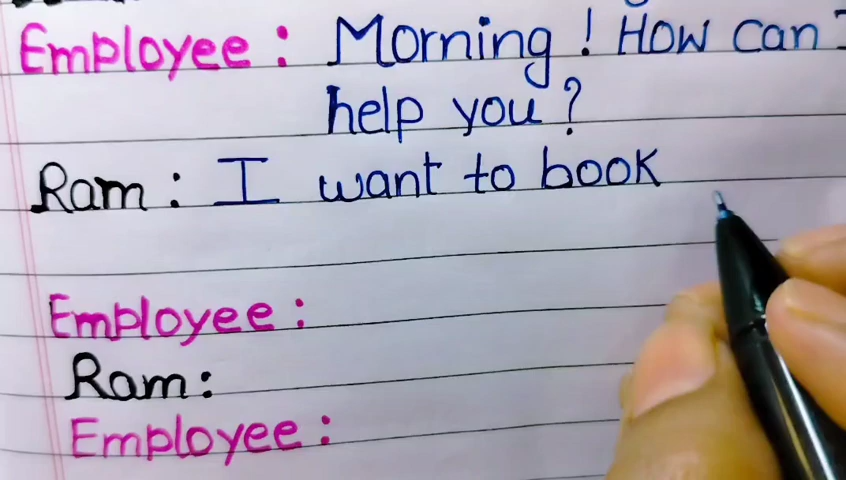 Employee : Morning ! How can I
help you ?
Ram : I want to book
Employee :
Ram :
Employee :